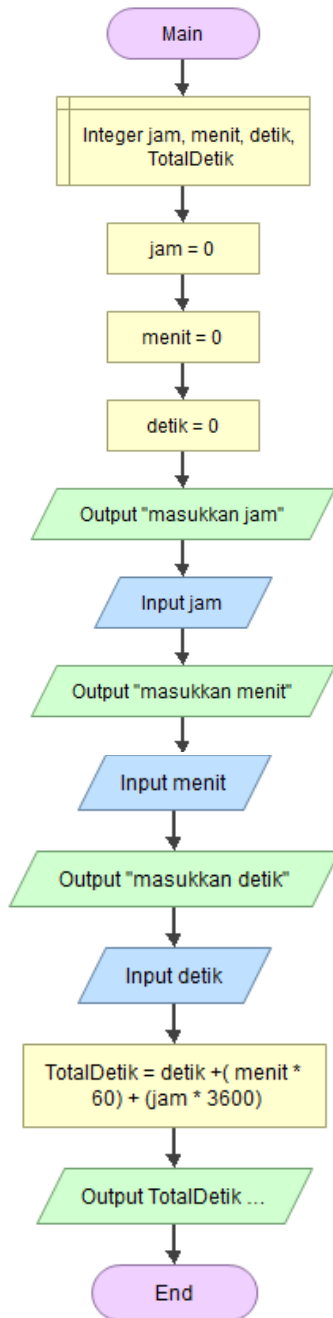 Main
Integer jam, menit, detik,
TotalDetik
jam = 0
menit = 0
detik = 0
Output "masukkan jam"
Input jam
Output "masukkan menit"
Input menit
Output "masukkan detik"
Input detik
TotalDetik = detik +( menit *
60) + (jam * 3600)
Output TotalDetik ...
End